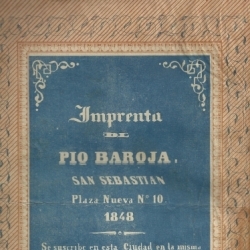 Imprenta
DE
PIO BAROJA,
SAN SEBASTIAN
Plaza Nueva Nº 10
1848
Se suscribe en esta Ciudad en la misma